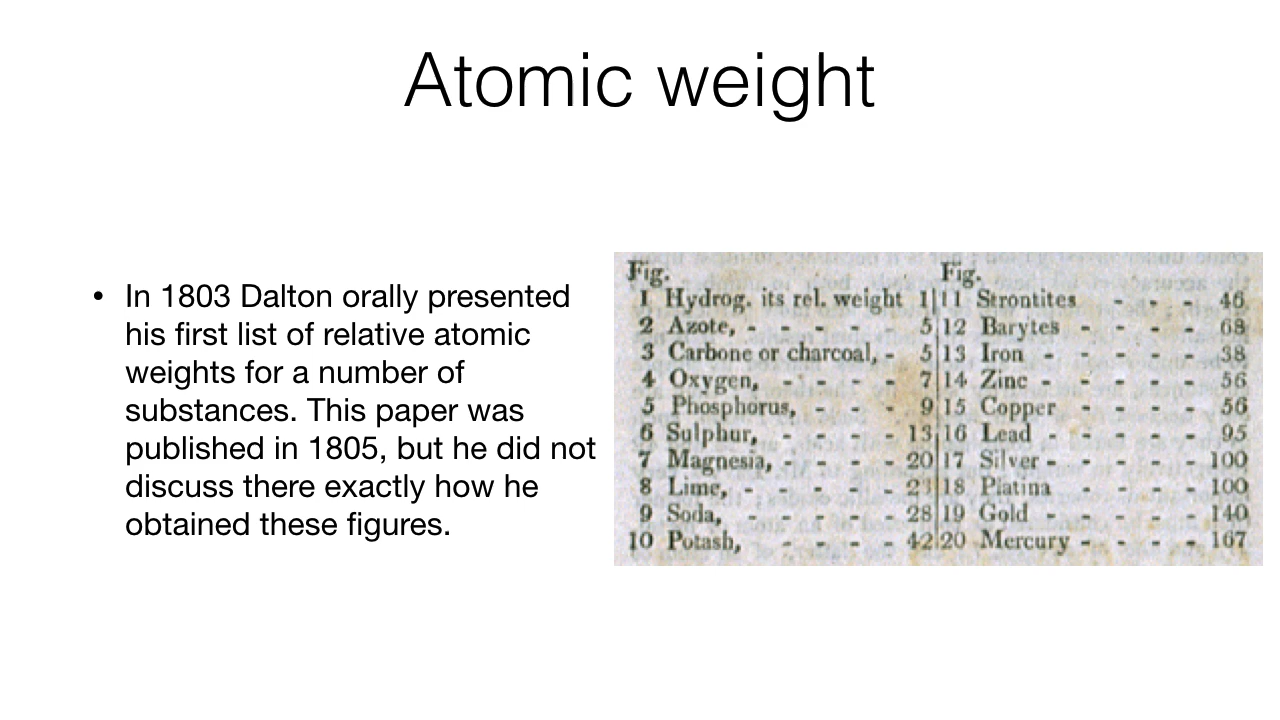 Atomic weight
• In 1803 Dalton orally presented
his first list of relative atomic
weights for a number of
substances. This paper was
published in 1805, but he did not
discuss there exactly how he
obtained these figures.
Fig.
1 Hydrog. its rel. weight 1
2 Azote, - - - - - 5
3 Carbone or charcoal, - 5
4 Oxygen, - - - - 7
5 Phosphorus, - - - 9
6 Sulphur, - - - - 13
7 Magnesia, - - - - 20
8 Lime, - - - - 23
9 Soda, - - - - - 28
10 Potash, - - - - 42
Fig.
11 Strontites - - - 46
12 Barytes - - - - 68
13 Iron - - - - - 38
14 Zinc - - - - - 56
15 Copper - - - - 56
16 Lead - - - - - 95
17 Silver - - - - - 100
18 Platina - - - - 100
19 Gold - - - - - 140
20 Mercury - - - - 167